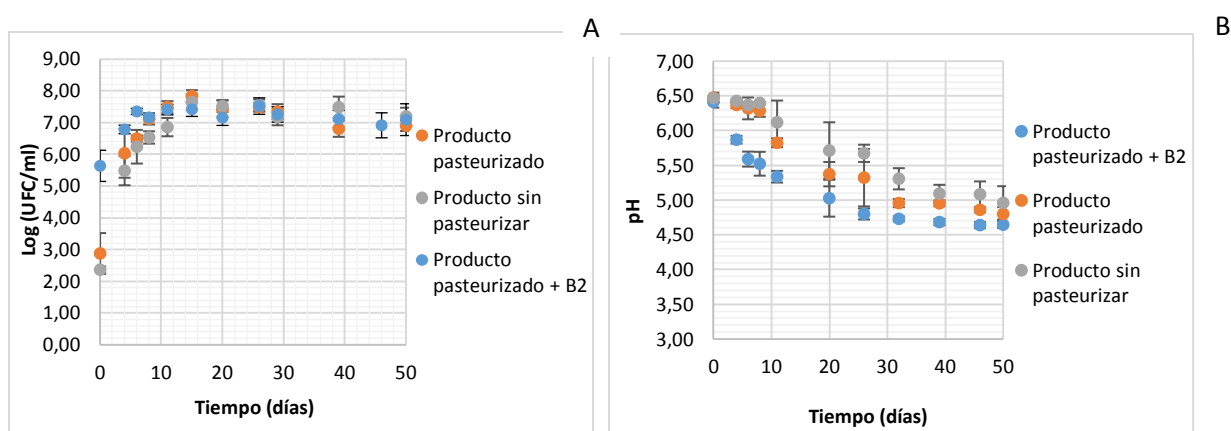 A
9,00
8,00
7,00
6,00
5,00
4,00
3,00
2,00
1,00
0,00
Log (UFC/ml)
0 10 20 30 40 50
Tiempo (días)
Producto
pasteurizado
Producto sin
pasteurizar
Producto
pasteurizado + B2
B
7,00
6,50
6,00
5,50
5,00
4,50
4,00
3,50
3,00
pH
0 10 20 30 40 50
Tiempo (días)
Producto
pasteurizado + B2
Producto
pasteurizado
Producto sin
pasteurizar